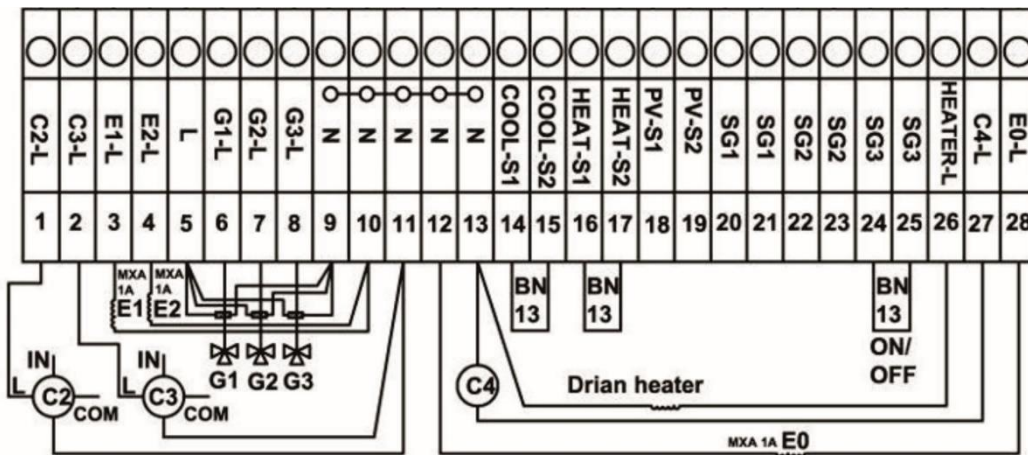 C2-L C3-L E1-L E2-L L G1-L G2-L G3-L N N N N N COOL-S1 COOL-S2 HEAT-S1 HEAT-S2 PV-S1 PV-S2 SG1 SG1 SG2 SG2 SG3 SG3 HEATER-L C4-L E0-L
1 2 3 4 5 6 7 8 9 10 11 12 13 14 15 16 17 18 19 20 21 22 23 24 25 26 27 28
MXA 1A E1
MXA 1A E2
BN 13
BN 13
BN 13
ON/
OFF
G1 G2 G3
IN
L C2 COM
IN
L C3 COM
C4
Drian heater
MXA 1A E0